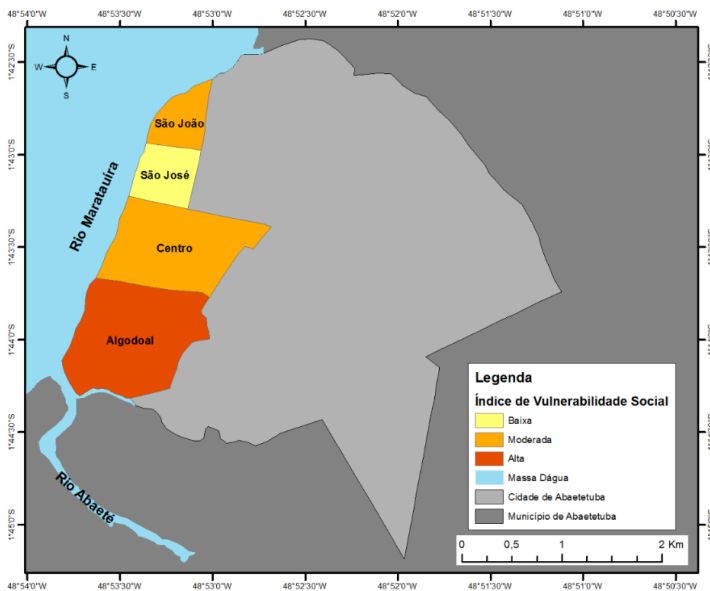 48°54'0"O 48°53'30"O 48°53'0"O 48°52'30"O 48°52'0"O 48°51'30"O 48°51'0"O 48°50'30"O
N
W E
S
1°42'30"S
São João
1°43'0"S
São José
Rio Maratauíra
1°43'30"S
Centro
1°44'0"S
Algodoal
Legenda
Índice de Vulnerabilidade Social
Baixa
Moderada
Alta
Massa Dágua
Cidade de Abaetetuba
Município de Abaetetuba
1°44'30"S
Rio Abaeté
1°45'0"S
0 0,5 1 2 Km
48°54'0"O 48°53'30"O 48°53'0"O 48°52'30"O 48°52'0"O 48°51'30"O 48°51'0"O 48°50'30"O